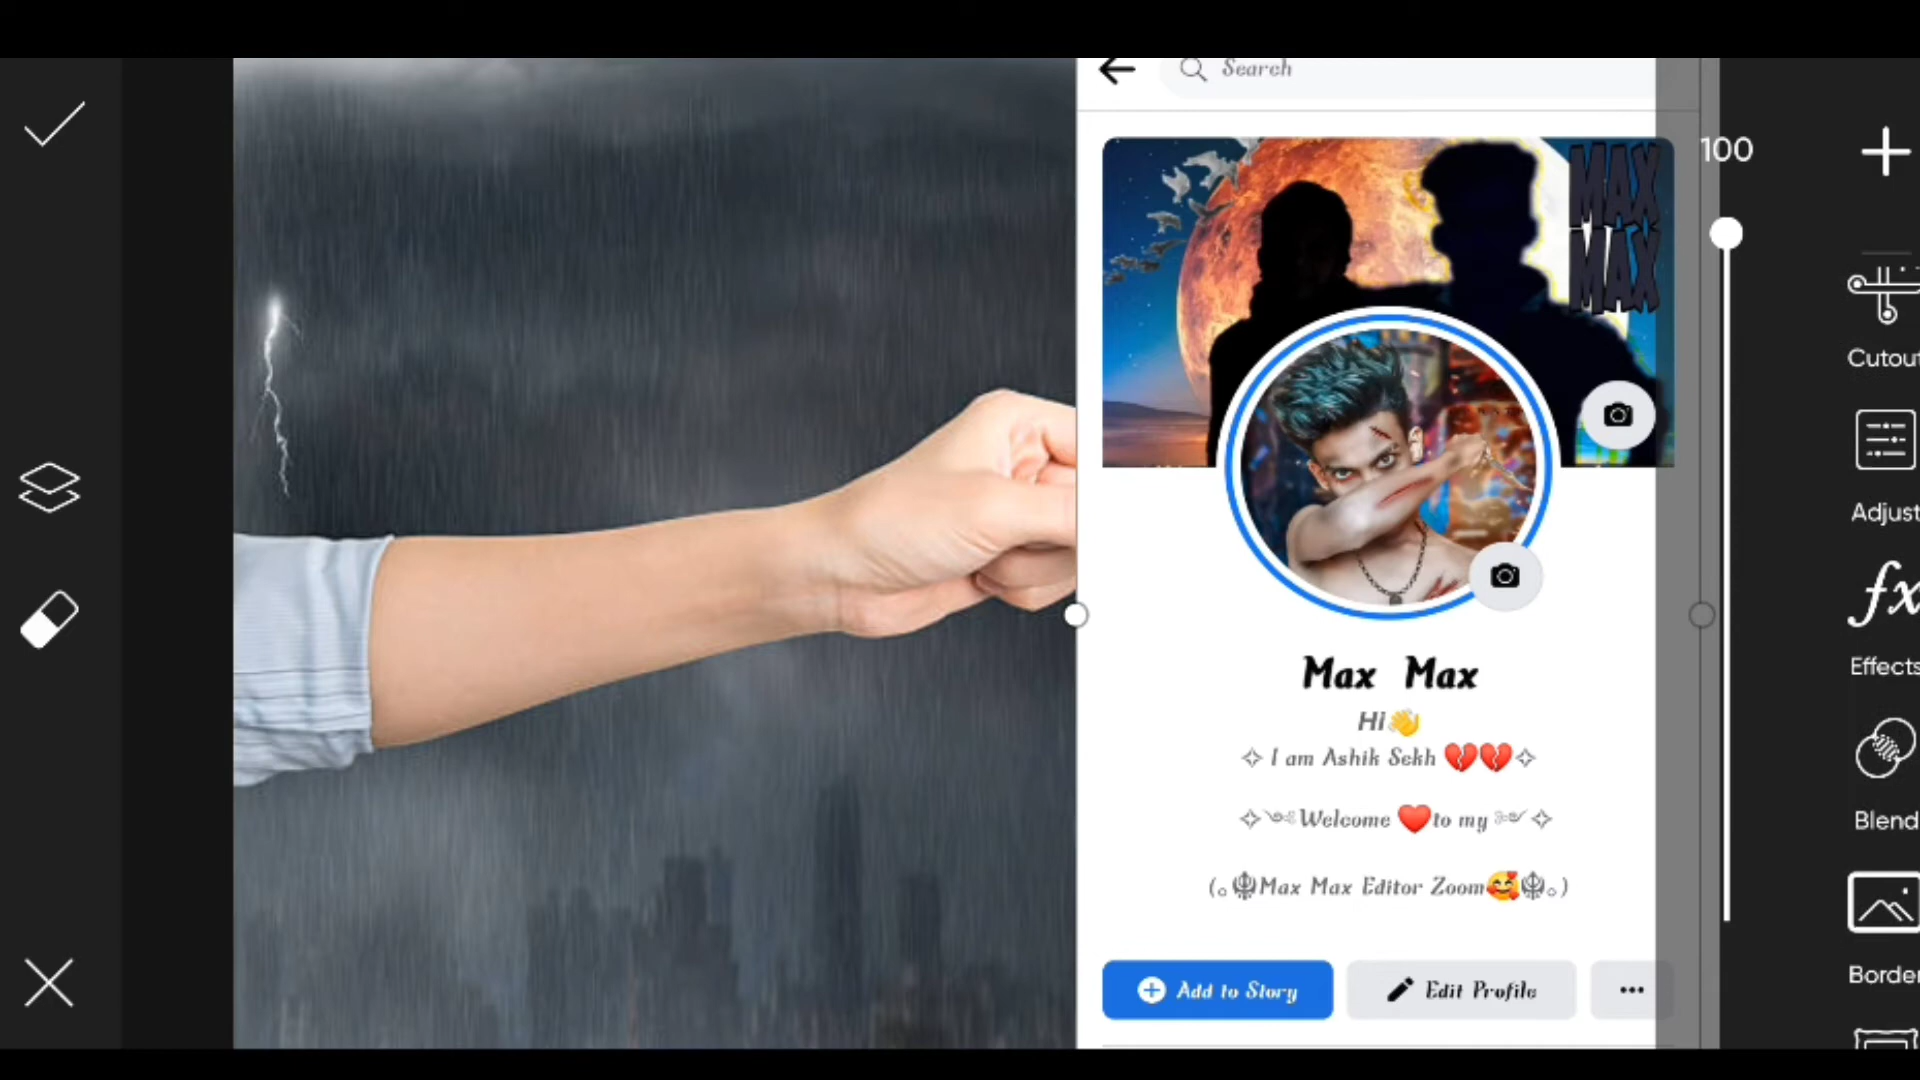 Search
MAX
MAX
100
Cutout
Adjust
fx
Effects
Blend
Border
Max Max
Hi👋
✧ I am Ashik Sekh 💔💔✧
✧༺Welcome ❤️to my ༻✧
(｡🪯Max Max Editor Zoom🥰🪯｡)
Add to Story
Edit Profile